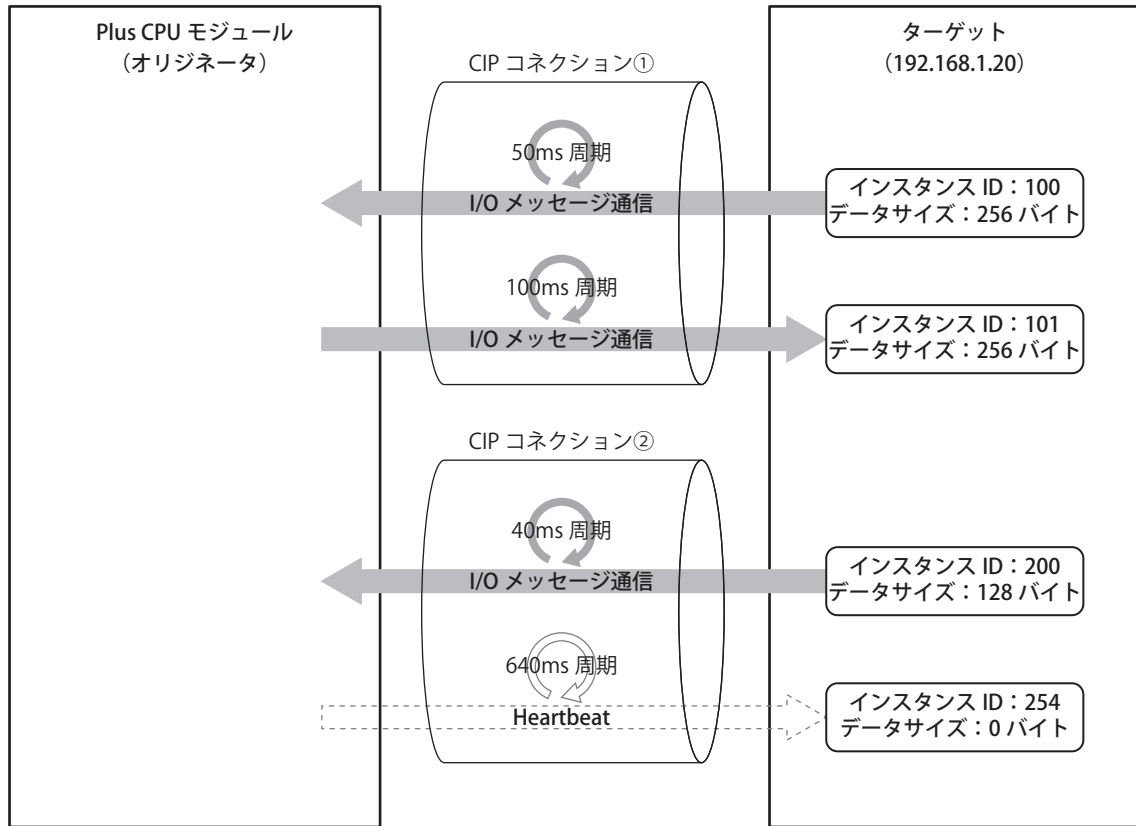 Plus CPU モジュール
（オリジネータ）
ターゲット
（192.168.1.20）
CIP コネクション①
50ms 周期
I/O メッセージ通信
インスタンス ID：100
データサイズ：256 バイト
100ms 周期
I/O メッセージ通信
インスタンス ID：101
データサイズ：256 バイト
CIP コネクション②
40ms 周期
I/O メッセージ通信
インスタンス ID：200
データサイズ：128 バイト
640ms 周期
Heartbeat
インスタンス ID：254
データサイズ：0 バイト